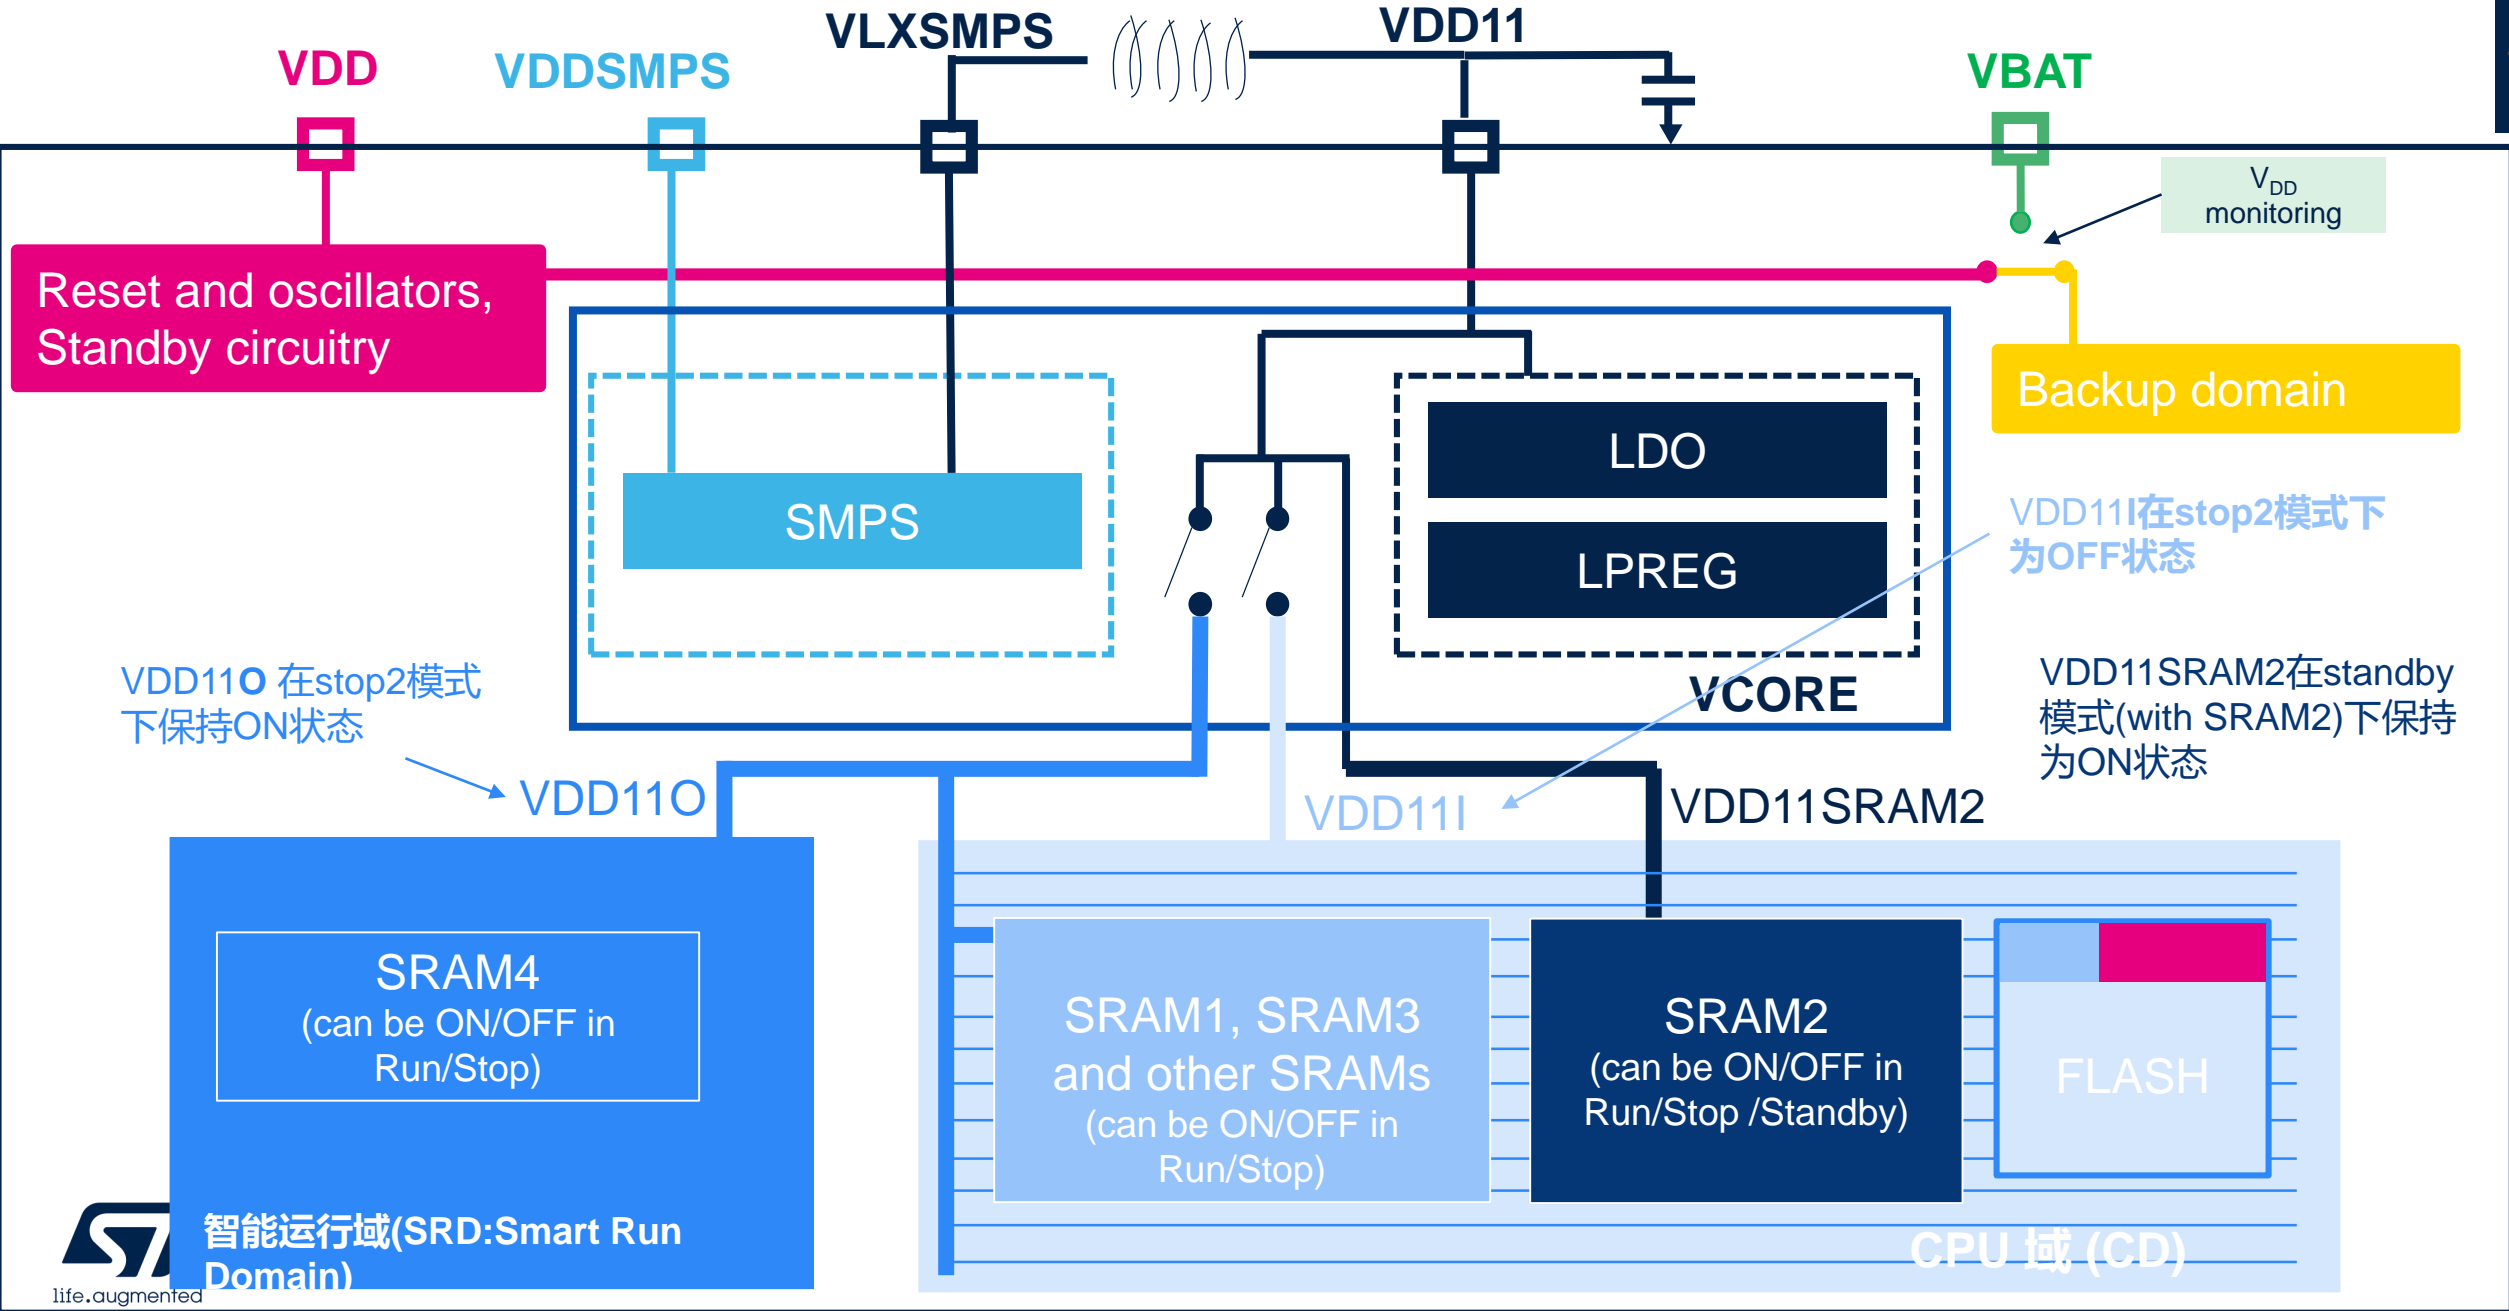 VLXSMPS
VDD11
VDD
VDDSMPS
VBAT
VDD
monitoring
Reset and oscillators,
Standby circuitry
Backup domain
LDO
SMPS
LPREG
VDD11I在stop2模式下
为OFF状态
VCORE
VDD11O 在stop2模式
下保持ON状态
VDD11SRAM2在standby
模式(with SRAM2)下保持
为ON状态
VDD11O
VDD11I
VDD11SRAM2
SRAM4
(can be ON/OFF in
Run/Stop)
SRAM1, SRAM3
and other SRAMs
(can be ON/OFF in
Run/Stop)
SRAM2
(can be ON/OFF in
Run/Stop /Standby)
FLASH
智能运行域(SRD:Smart Run
Domain)
CPU 域 (CD)
ST
life.augmented